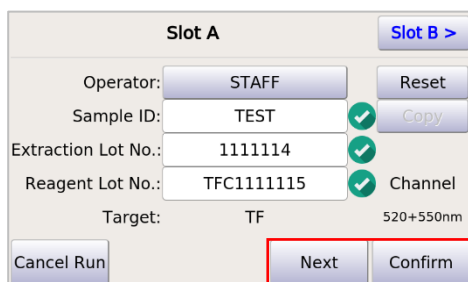 Slot A Slot B >
Operator: STAFF Reset
Sample ID: TEST Copy
Extraction Lot No.: 1111114
Reagent Lot No.: TFC1111115 Channel
Target: TF 520+550nm
Cancel Run Next Confirm